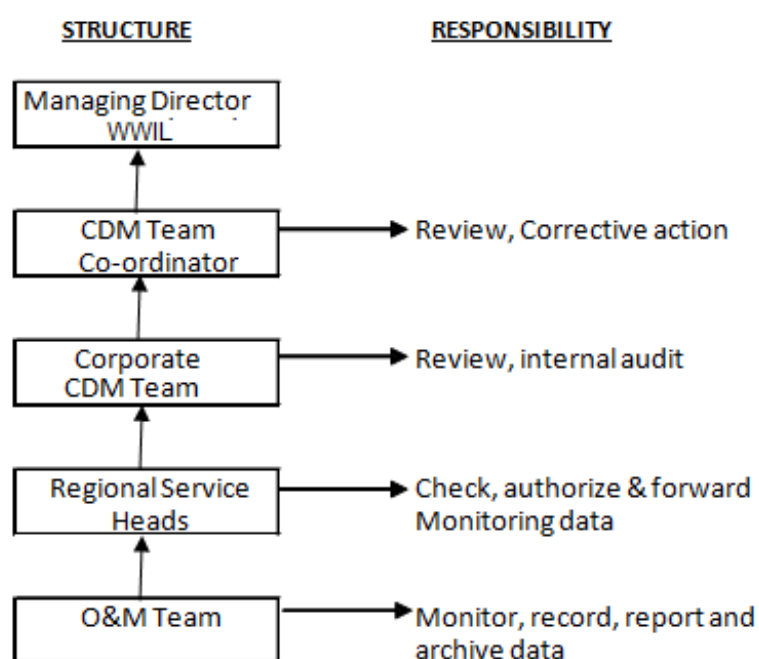 STRUCTURE RESPONSIBILITY
Managing Director
WWIL
CDM Team
Co-ordinator
Review, Corrective action
Corporate
CDM Team
Review, internal audit
Regional Service
Heads
Check, authorize & forward
Monitoring data
O&M Team
Monitor, record, report and
archive data